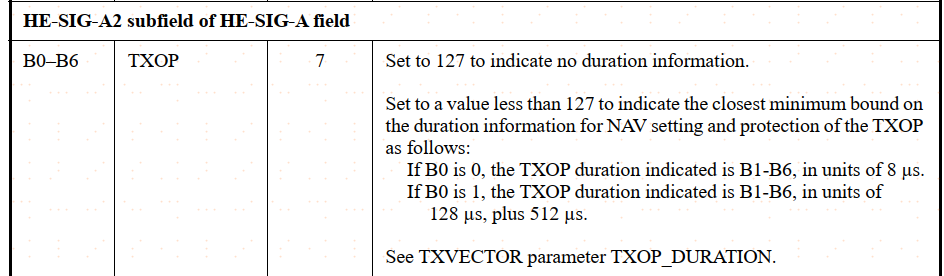 HE-SIG-A2 subfield of HE-SIG-A field
B0–B6 TXOP 7 Set to 127 to indicate no duration information.
Set to a value less than 127 to indicate the closest minimum bound on
the duration information for NAV setting and protection of the TXOP
as follows:
If B0 is 0, the TXOP duration indicated is B1-B6, in units of 8 µs.
If B0 is 1, the TXOP duration indicated is B1-B6, in units of
128 µs, plus 512 µs.
See TXVECTOR parameter TXOP_DURATION.